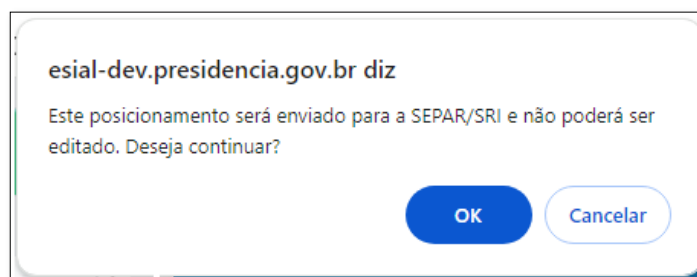 esial-dev.presidencia.gov.br diz
Este posicionamento será enviado para a SEPAR/SRI e não poderá ser
editado. Deseja continuar?
OK
Cancelar